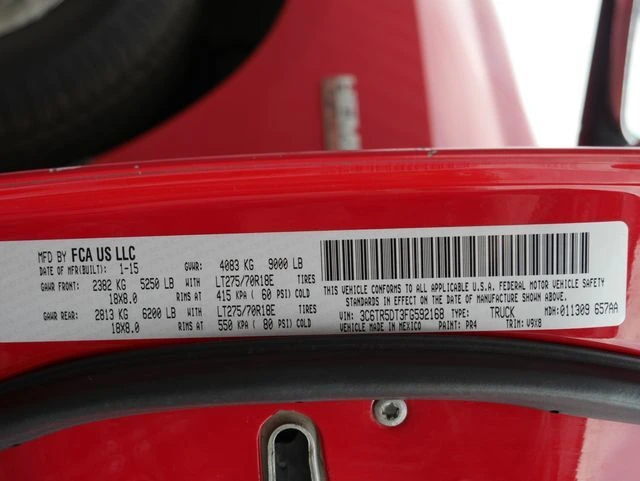 MFD BY FCA US LLC
DATE OF MFR(BUILT): 1-15 GVWR: 4083 KG 9000 LB
GAWR FRONT: 2382 KG 5250 LB WITH LT275/70R18E TIRES
18X8.0 RIMS AT 415 KPA ( 60 PSI) COLD
GAWR REAR: 2813 KG 6200 LB WITH LT275/70R18E TIRES
18X8.0 RIMS AT 550 KPA ( 80 PSI) COLD
THIS VEHICLE CONFORMS TO ALL APPLICABLE U.S.A. FEDERAL MOTOR VEHICLE SAFETY
STANDARDS IN EFFECT ON THE DATE OF MANUFACTURE SHOWN ABOVE.
VIN: 3C6TR5DT3FG592168 TYPE: TRUCK MDH: 011309 657AA
MADE IN MEXICO PAINT: PR4 TRIM: V9X8